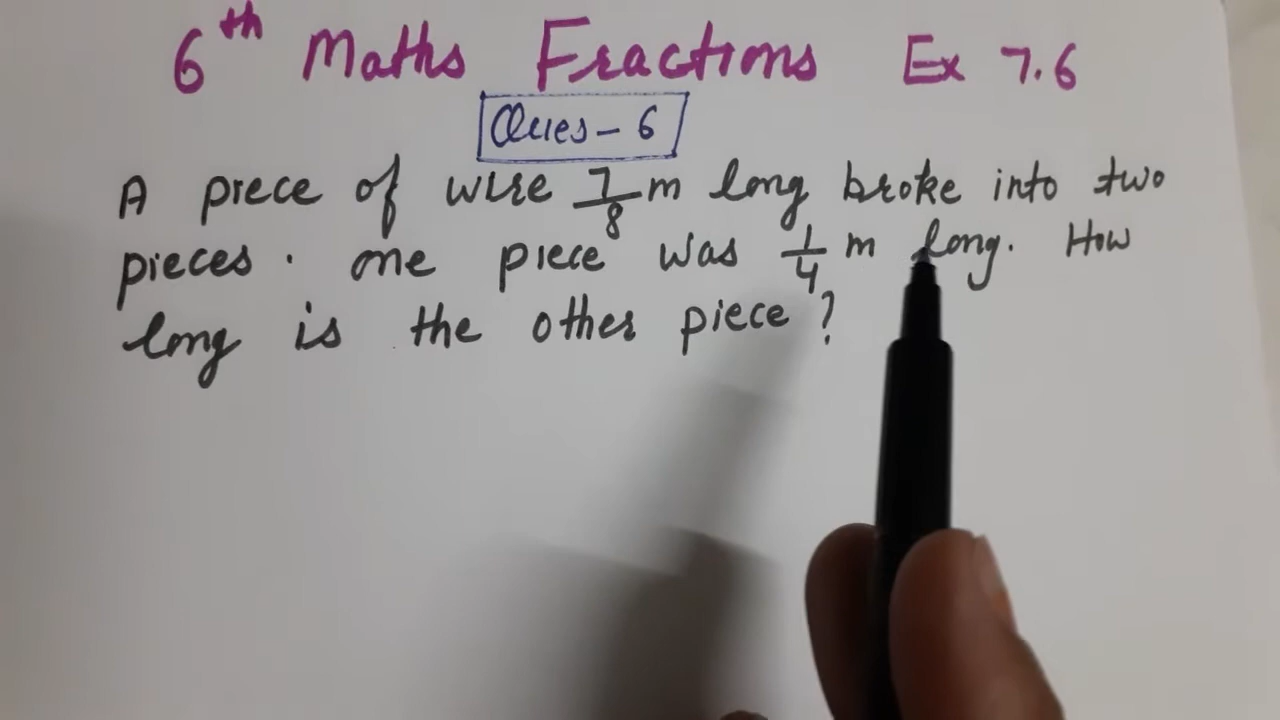 6th Maths Fractions Ex 7.6
Ques - 6
A piece of wire 7/8 m long broke into two
pieces. one piece was 1/4 m long. How
long is the other piece?